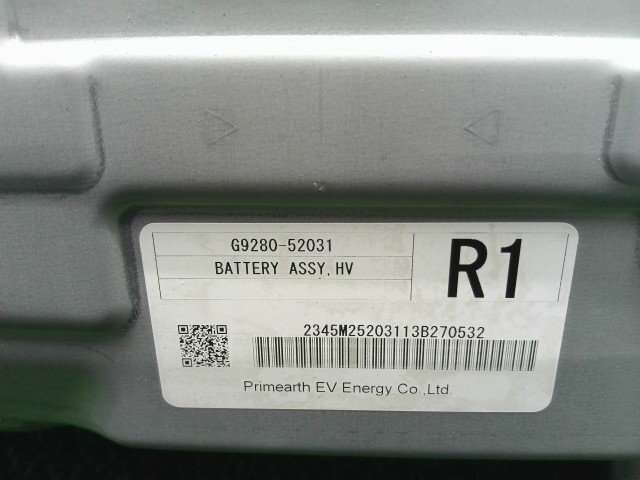 G9280-52031
BATTERY ASSY,HV
R1
2345M25203113B270532
Primearth EV Energy Co.,Ltd.